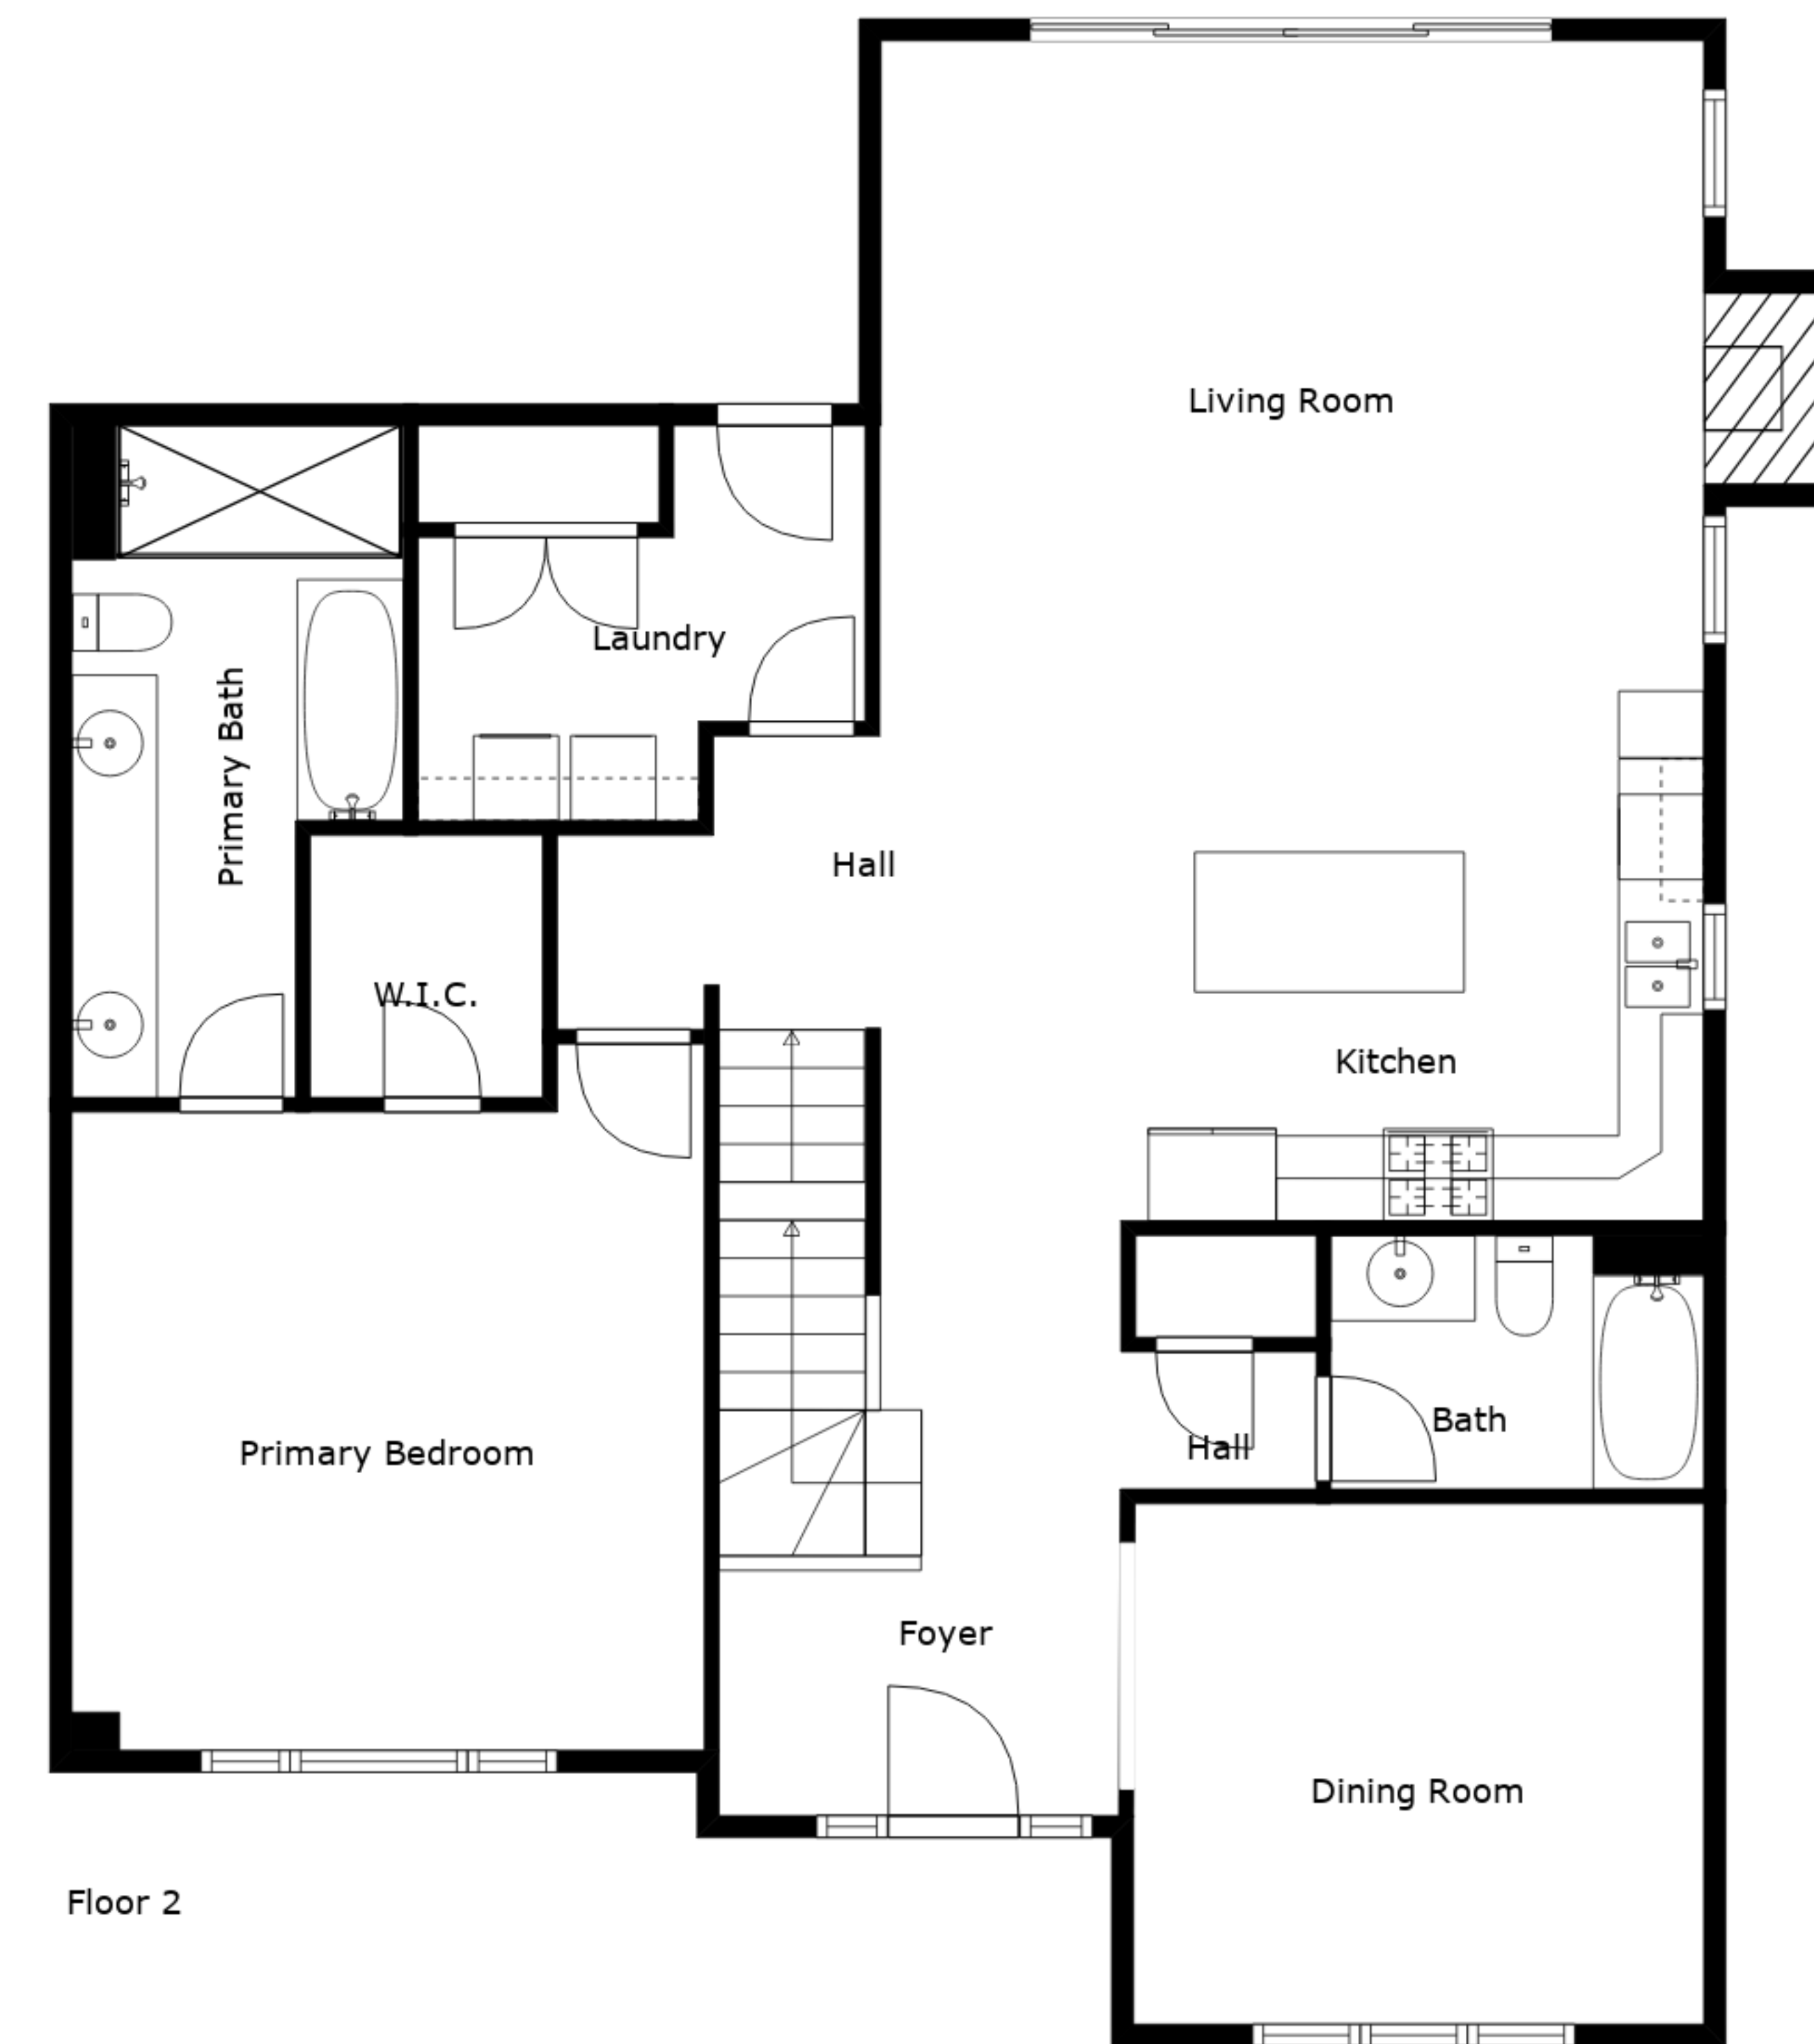 Living Room
Laundry
Primary Bath
Hall
W.I.C.
Kitchen
Bath
Hall
Primary Bedroom
Foyer
Dining Room
Floor 2